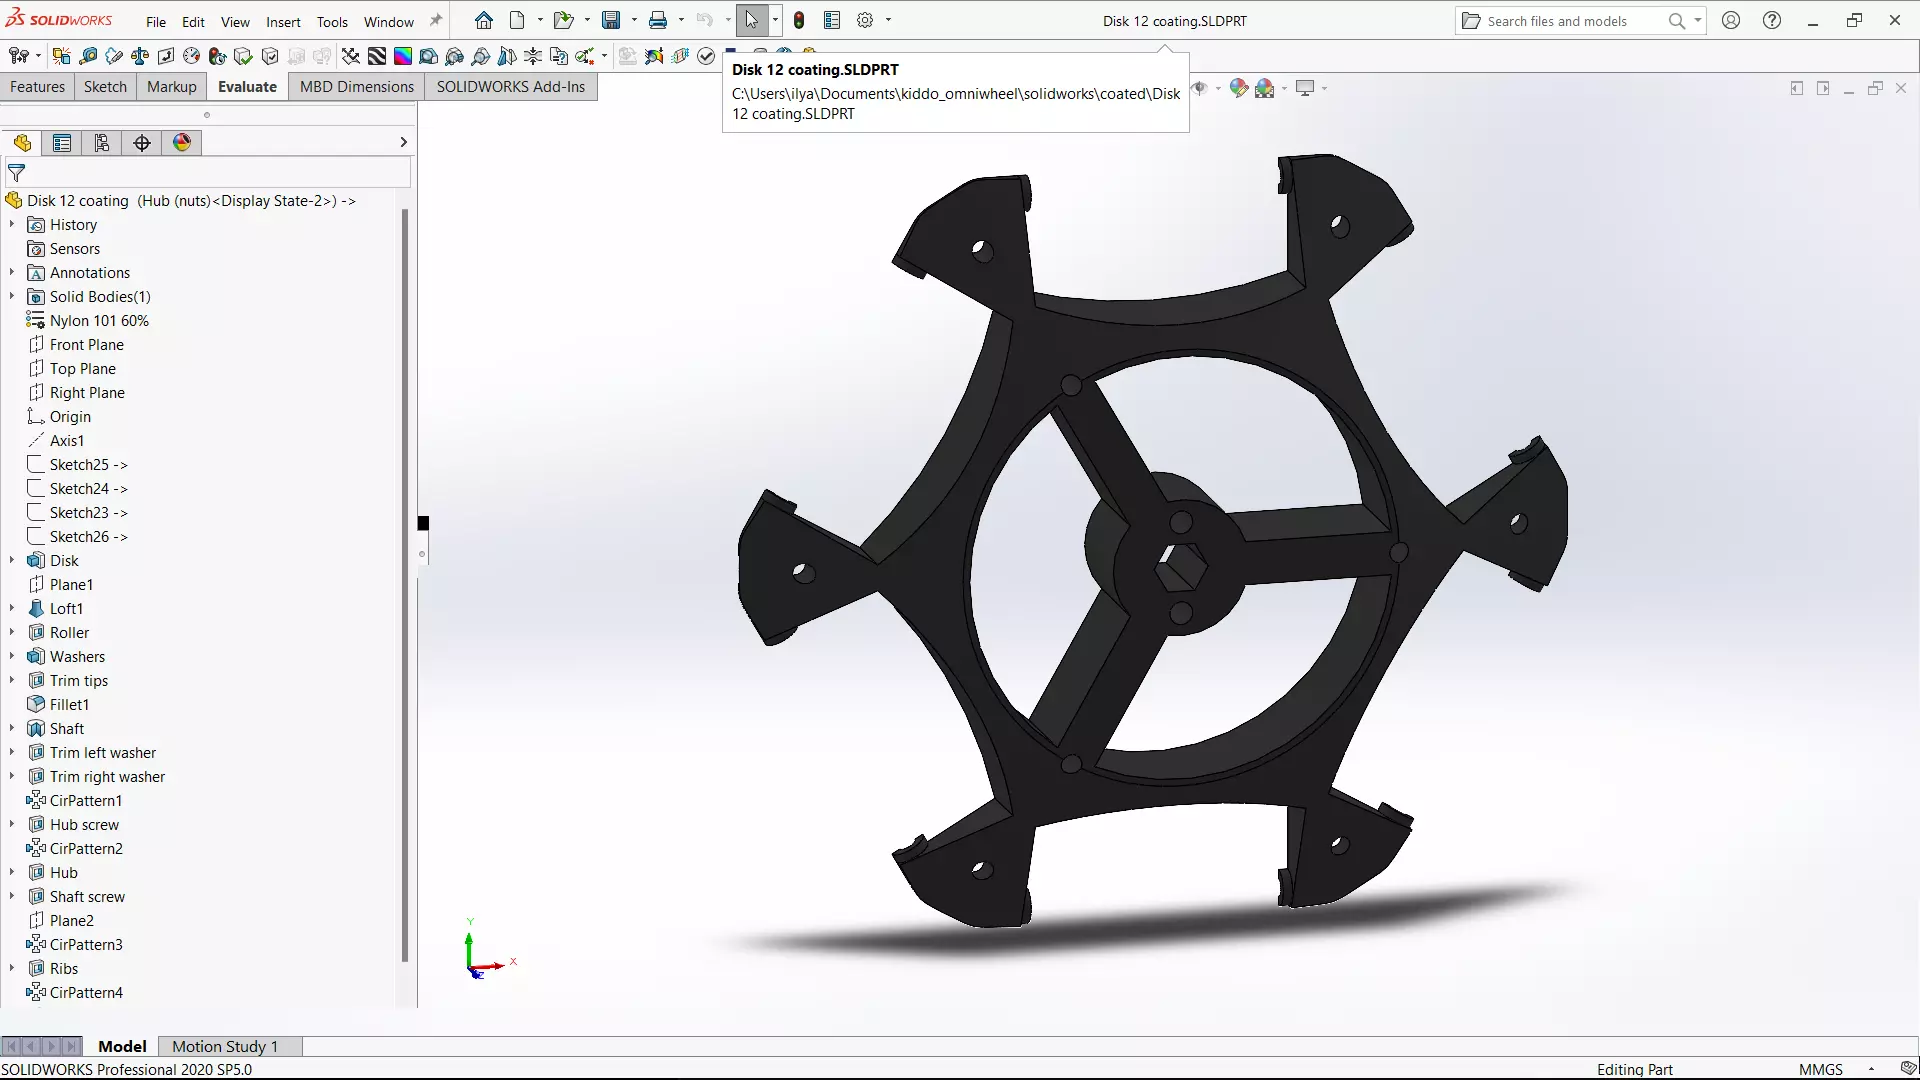 SOLIDWORKS File Edit View Insert Tools Window
Disk 12 coating.SLDPRT
Search files and models
Features Sketch Markup Evaluate MBD Dimensions SOLIDWORKS Add-Ins
Disk 12 coating.SLDPRT
C:\Users\ilya\Documents\kiddo_omniwheel\solidworks\coated\Disk
12 coating.SLDPRT
Disk 12 coating (Hub (nuts)<Display State-2>) ->
History
Sensors
Annotations
Solid Bodies(1)
Nylon 101 60%
Front Plane
Top Plane
Right Plane
Origin
Axis1
Sketch25 ->
Sketch24 ->
Sketch23 ->
Sketch26 ->
Disk
Plane1
Loft1
Roller
Washers
Trim tips
Fillet1
Shaft
Trim left washer
Trim right washer
CirPattern1
Hub screw
CirPattern2
Hub
Shaft screw
Plane2
CirPattern3
Ribs
CirPattern4
Y
X
Z
Model Motion Study 1
SOLIDWORKS Professional 2020 SP5.0
Editing Part
MMGS